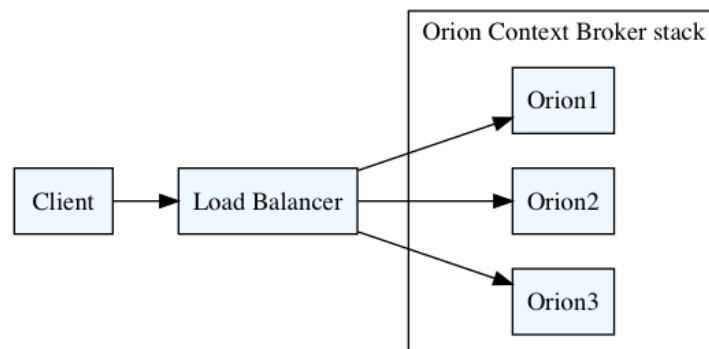 Orion Context Broker stack
Orion1
Client
Load Balancer
Orion2
Orion3